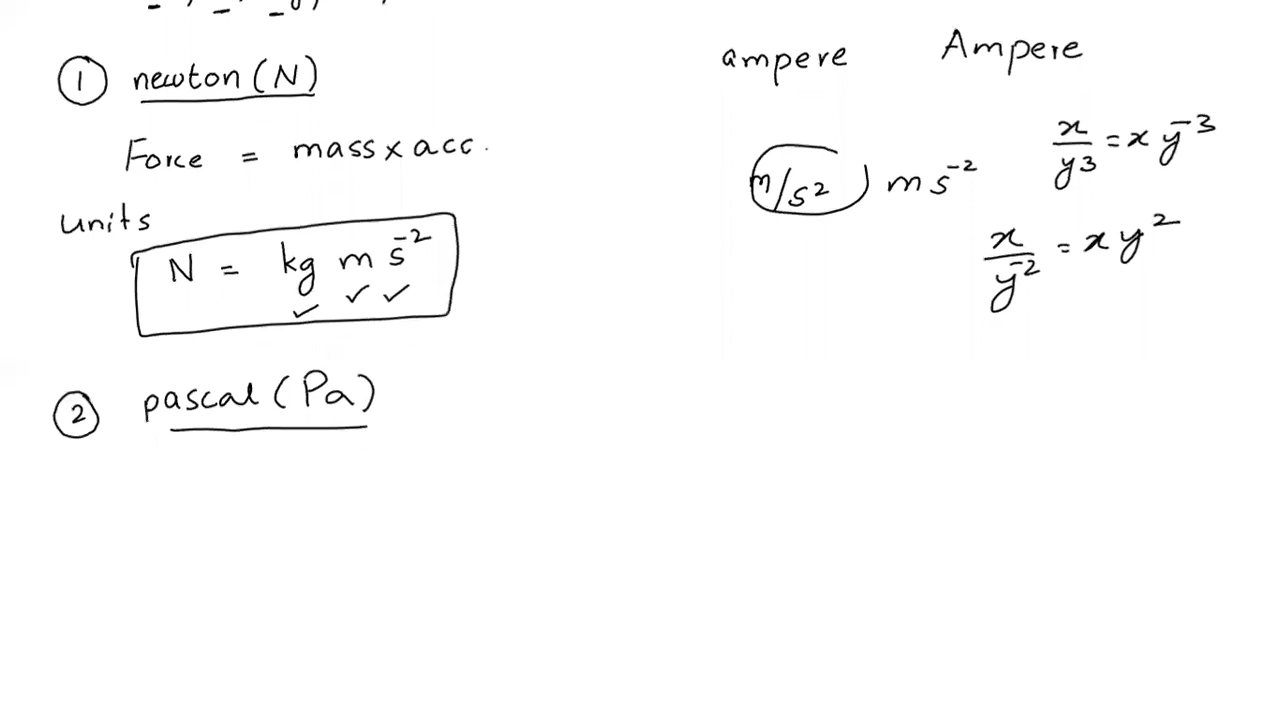 ① newton (N)
Force = mass x acc.
units
N = kg m s⁻²
② pascal (Pa)
ampere Ampere
m/s² ) m s⁻²
x/y³ = x y⁻³
x/y⁻² = x y²